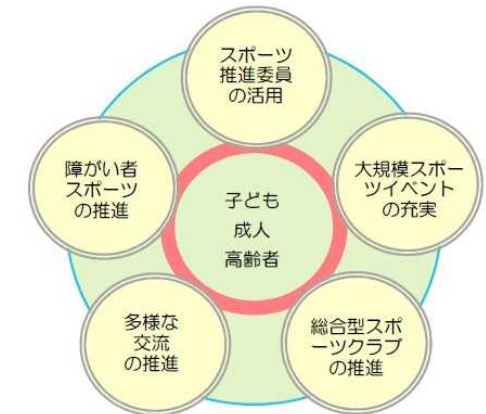 スポーツ
推進委員
の活用
障がい者
スポーツ
の推進
大規模スポー
ツイベント
の充実
子ども
成人
高齢者
多様な
交流
の推進
総合型スポ
ーツクラブ
の推進